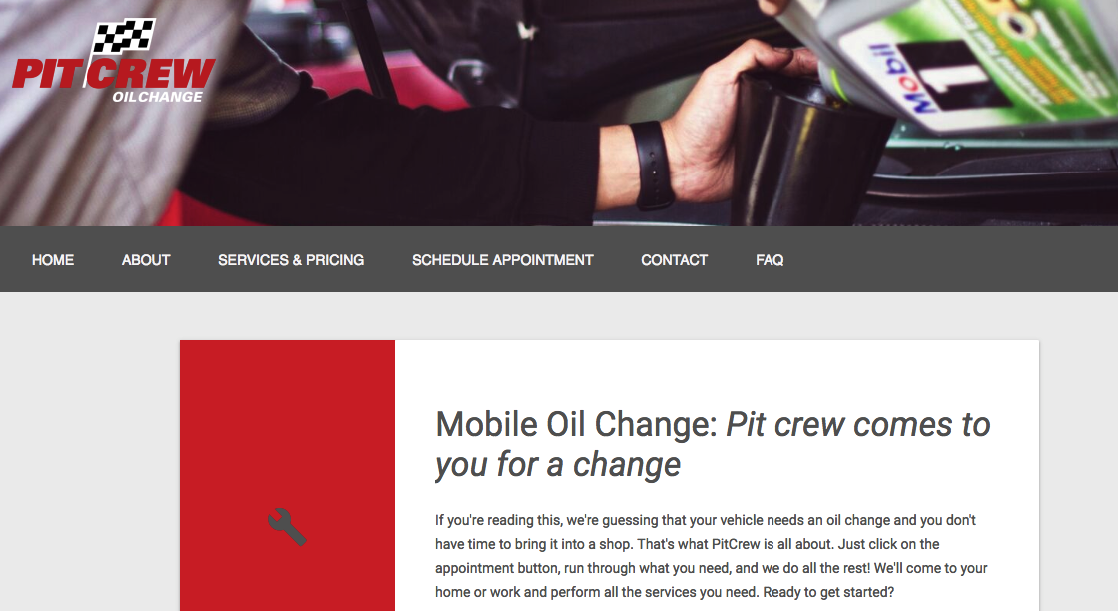 PIT CREW
OILCHANGE
Mobil 1
HOME ABOUT SERVICES & PRICING SCHEDULE APPOINTMENT CONTACT FAQ
Mobile Oil Change: Pit crew comes to
you for a change
If you're reading this, we're guessing that your vehicle needs an oil change and you don't
have time to bring it into a shop. That's what PitCrew is all about. Just click on the
appointment button, run through what you need, and we do all the rest! We'll come to your
home or work and perform all the services you need. Ready to get started?